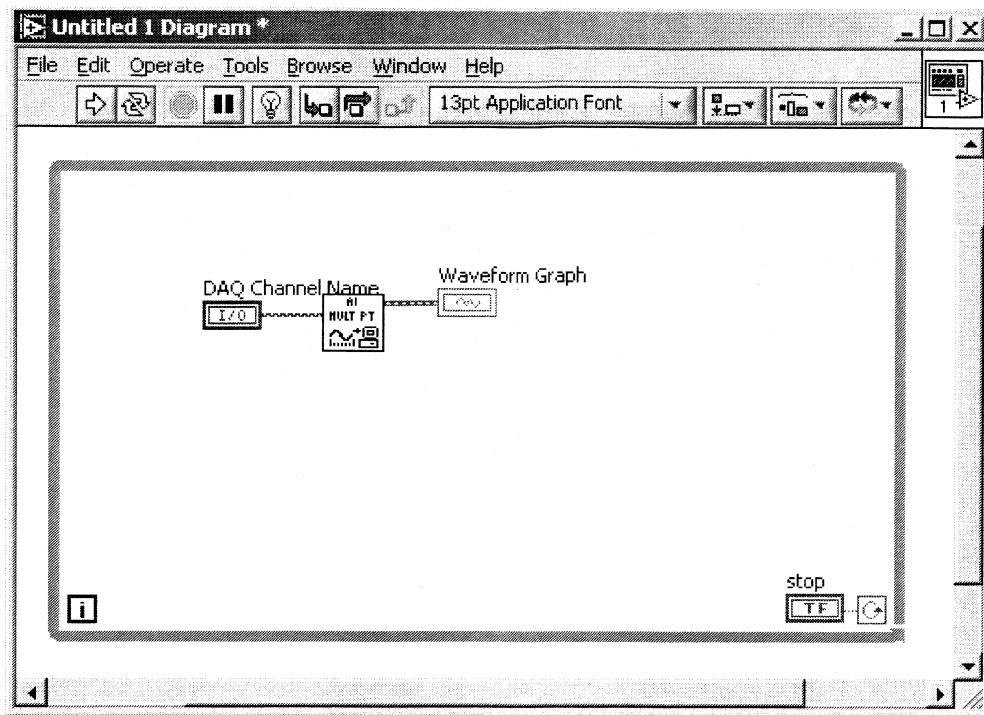 Untitled 1 Diagram *
File Edit Operate Tools Browse Window Help
13pt Application Font
1
DAQ Channel Name
Waveform Graph
I/O
AI
MULT PT
stop
TF
i